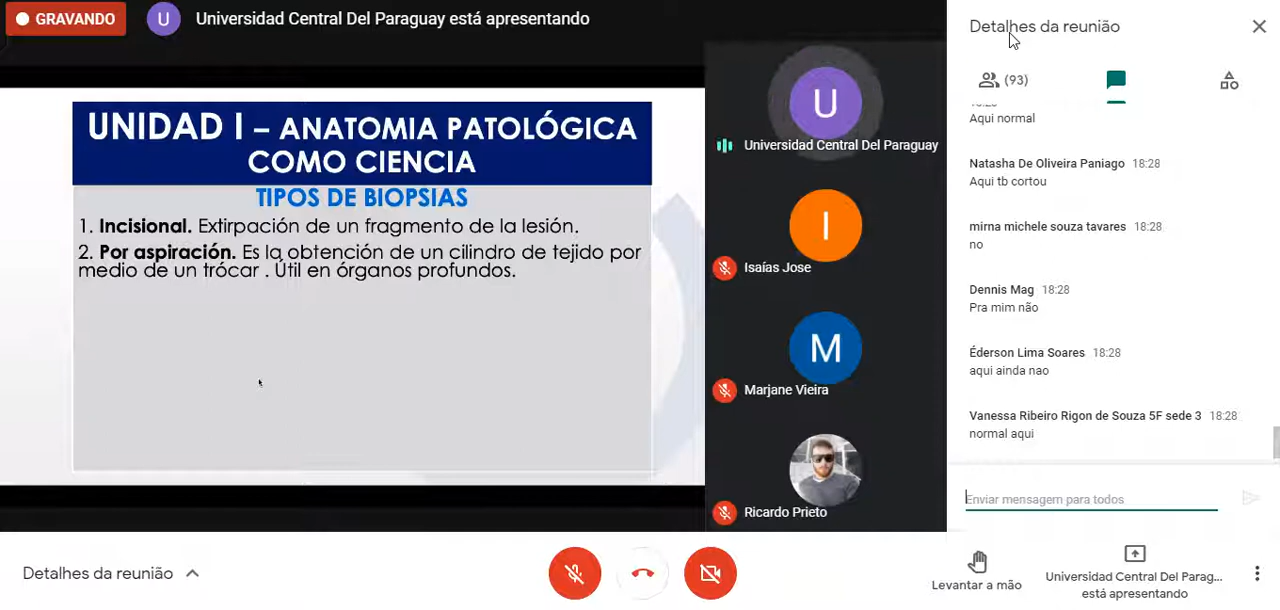 GRAVANDO
U
Universidad Central Del Paraguay está apresentando
UNIDAD I – ANATOMIA PATOLÓGICA
COMO CIENCIA
TIPOS DE BIOPSIAS
1. Incisional. Extirpación de un fragmento de la lesión.
2. Por aspiración. Es la obtención de un cilindro de tejido por
medio de un trócar . Útil en órganos profundos.
U
Universidad Central Del Paraguay
I
Isaías Jose
M
Marjane Vieira
Ricardo Prieto
Detalhes da reunião
(93)
Aqui normal
Natasha De Oliveira Paniago 18:28
Aqui tb cortou
mirna michele souza tavares 18:28
no
Dennis Mag 18:28
Pra mim não
Éderson Lima Soares 18:28
aqui ainda nao
Vanessa Ribeiro Rigon de Souza 5F sede 3 18:28
normal aqui
Enviar mensagem para todos
Detalhes da reunião
Levantar a mão
Universidad Central Del Parag...
está apresentando